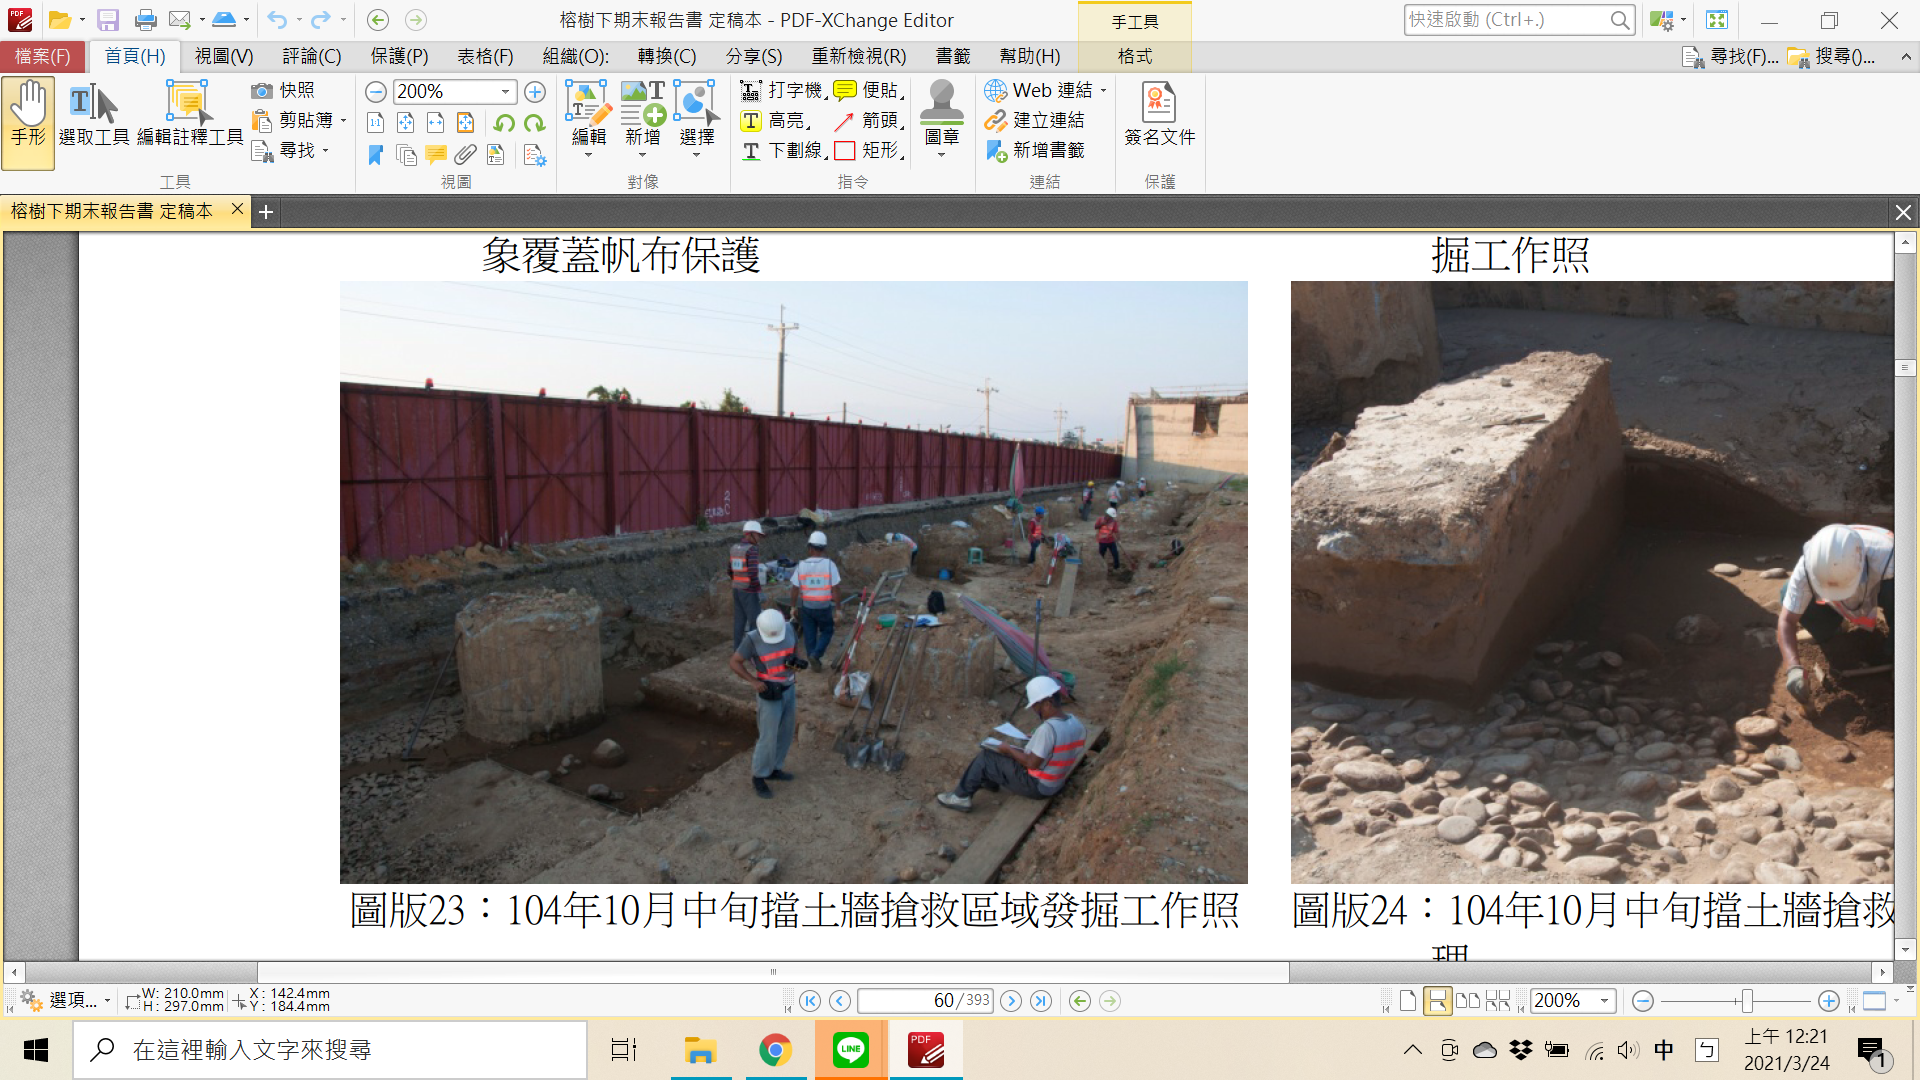 榕樹下期末報告書 定稿本 - PDF-XChange Editor
手工具
快速啟動 (Ctrl+.)
檔案(F)
首頁(H)
視圖(V)
評論(C)
保護(P)
表格(F)
組織(O):
轉換(C)
分享(S)
重新檢視(R)
書籤
幫助(H)
格式
尋找(F)...
搜尋()...
手形
選取工具
編輯註釋工具
快照
剪貼簿
尋找
工具
200%
視圖
編輯
新增
選擇
對像
打字機
高亮
下劃線
便貼
箭頭
矩形
圖章
指令
Web 連結
建立連結
新增書籤
連結
簽名文件
保護
榕樹下期末報告書 定稿本
象覆蓋帆布保護
掘工作照
圖版23：104年10月中旬擋土牆搶救區域發掘工作照
圖版24：104年10月中旬擋土牆搶救
理
選項...
W: 210.0mm
H: 297.0mm
X: 142.4mm
Y: 184.4mm
60/393
200%
在這裡輸入文字來搜尋
LINE
PDF
中
ㄅ
上午 12:21
2021/3/24
1